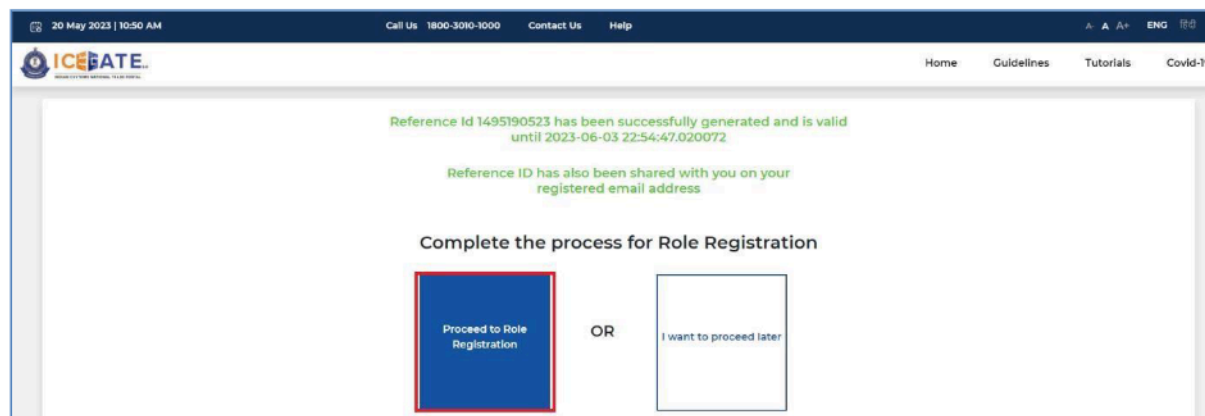 20 May 2023 | 10:50 AM
Call Us 1800-3010-1000 Contact Us Help
A- A A+ ENG हिंदी
ICEGATE
Home Guidelines Tutorials Covid-1
Reference Id 1495190523 has been successfully generated and is valid
until 2023-06-03 22:54:47.020072
Reference ID has also been shared with you on your
registered email address
Complete the process for Role Registration
Proceed to Role
Registration
OR
I want to proceed later